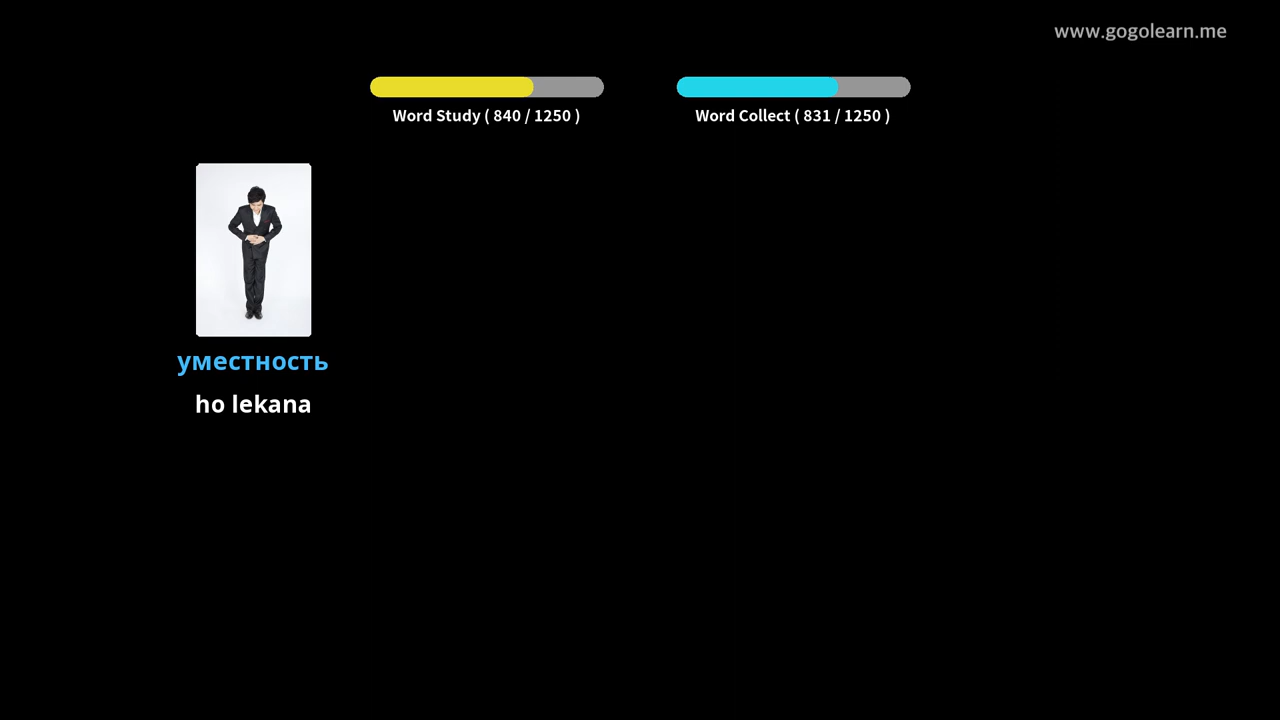 www.gogolearn.me
Word Study ( 840 / 1250 )
Word Collect ( 831 / 1250 )
уместность
ho lekana